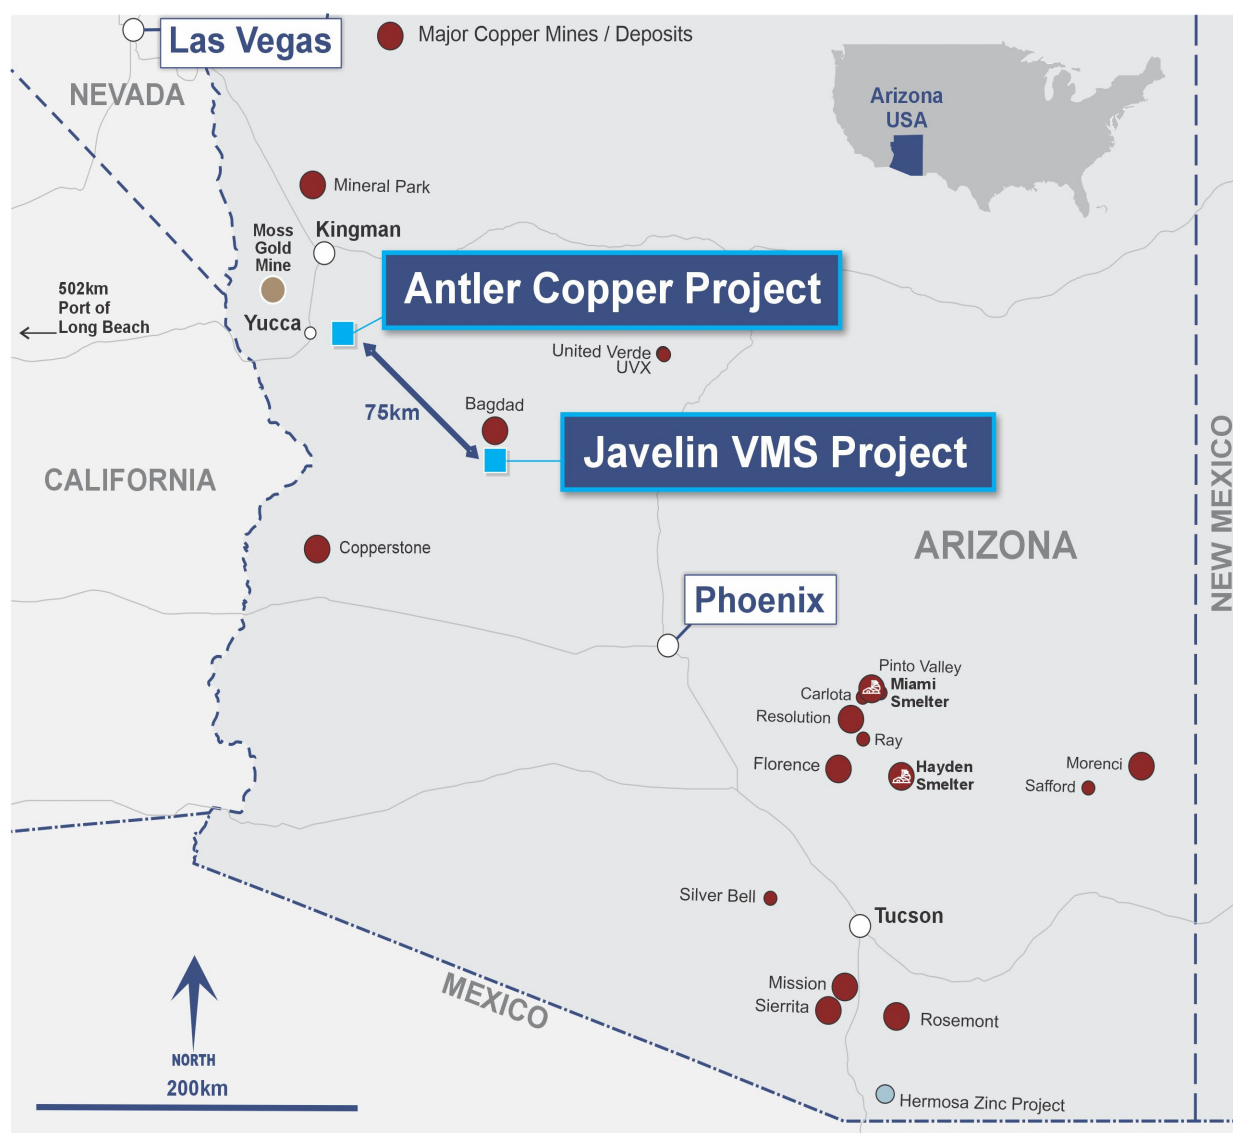 Las Vegas
Major Copper Mines / Deposits
NEVADA
Arizona
USA
Mineral Park
Moss
Gold
Mine
Kingman
502km
Port of
Long Beach
Antler Copper Project
Yucca
United Verde
UVX
75km
Bagdad
Javelin VMS Project
CALIFORNIA
NEW MEXICO
ARIZONA
Copperstone
Phoenix
Pinto Valley
Carlota
Miami
Smelter
Resolution
Ray
Florence
Hayden
Smelter
Morenci
Safford
Silver Bell
Tucson
Mission
Sierrita
Rosemont
MEXICO
NORTH
200km
Hermosa Zinc Project